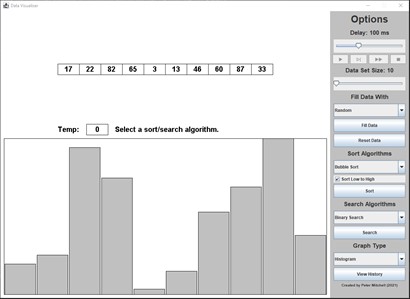 Data Visualiser
Options
Delay: 100 ms
17 22 82 65 3 13 46 60 87 33
Data Set Size: 10
Fill Data With
Random
Fill Data
Temp: 0 Select a sort/search algorithm.
Reset Data
Sort Algorithms
Bubble Sort
Sort Low to High
Sort
Search Algorithms
Binary Search
Search
Graph Type
Histogram
View History
Created by Peter Mitchell (2021)